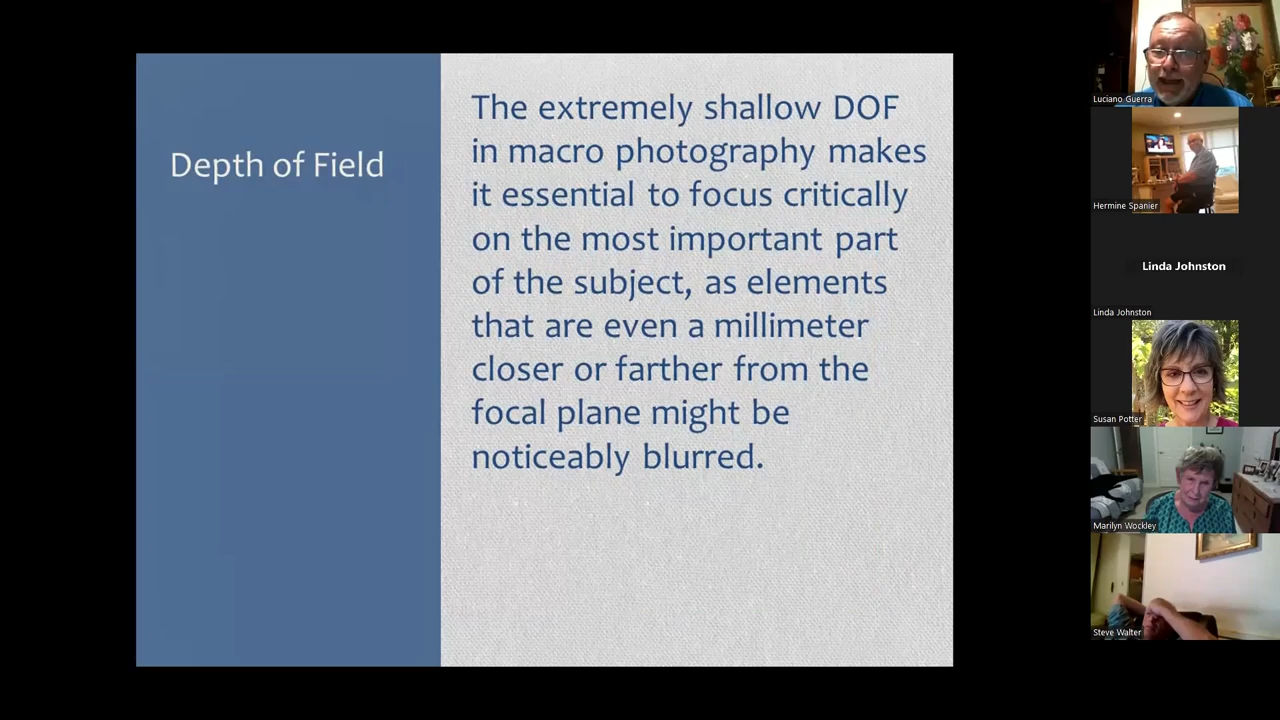 Depth of Field
The extremely shallow DOF
in macro photography makes
it essential to focus critically
on the most important part
of the subject, as elements
that are even a millimeter
closer or farther from the
focal plane might be
noticeably blurred.
Luciano Guerra
Hermine Spanier
Linda Johnston
Linda Johnston
Susan Potter
Marilyn Wockley
Steve Walter